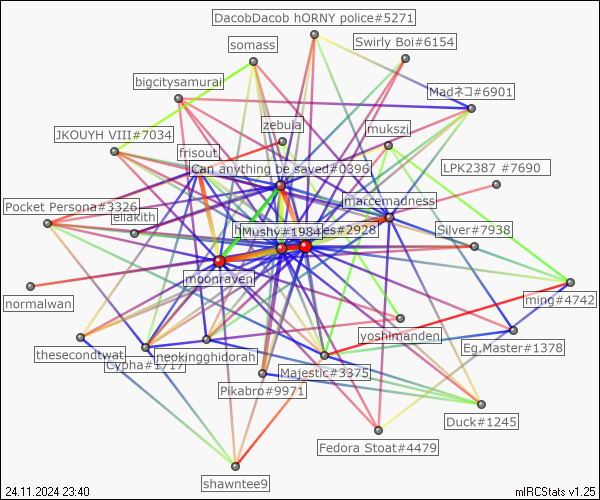 DacobDacob hORNY police#5271
somass
Swirly Boi#6154
bigcitysamurai
Madネコ#6901
zebula
mukszi
JKOUYH VIII#7034
frisout
Can anything be saved#0396
LPK2387 #7690
marcemadness
Pocket Persona#3326
ellakith
Mushy#1984
es#2928
Silver#7938
moonraven
normalwan
ming#4742
yoshimanden
thesecondtwat
Cypha#1717
neokingghidorah
Eg.Master#1378
Majestic#3375
Pikabro#9971
Duck#1245
Fedora Stoat#4479
shawntee9
24.11.2024 23:40
mIRCStats v1.25